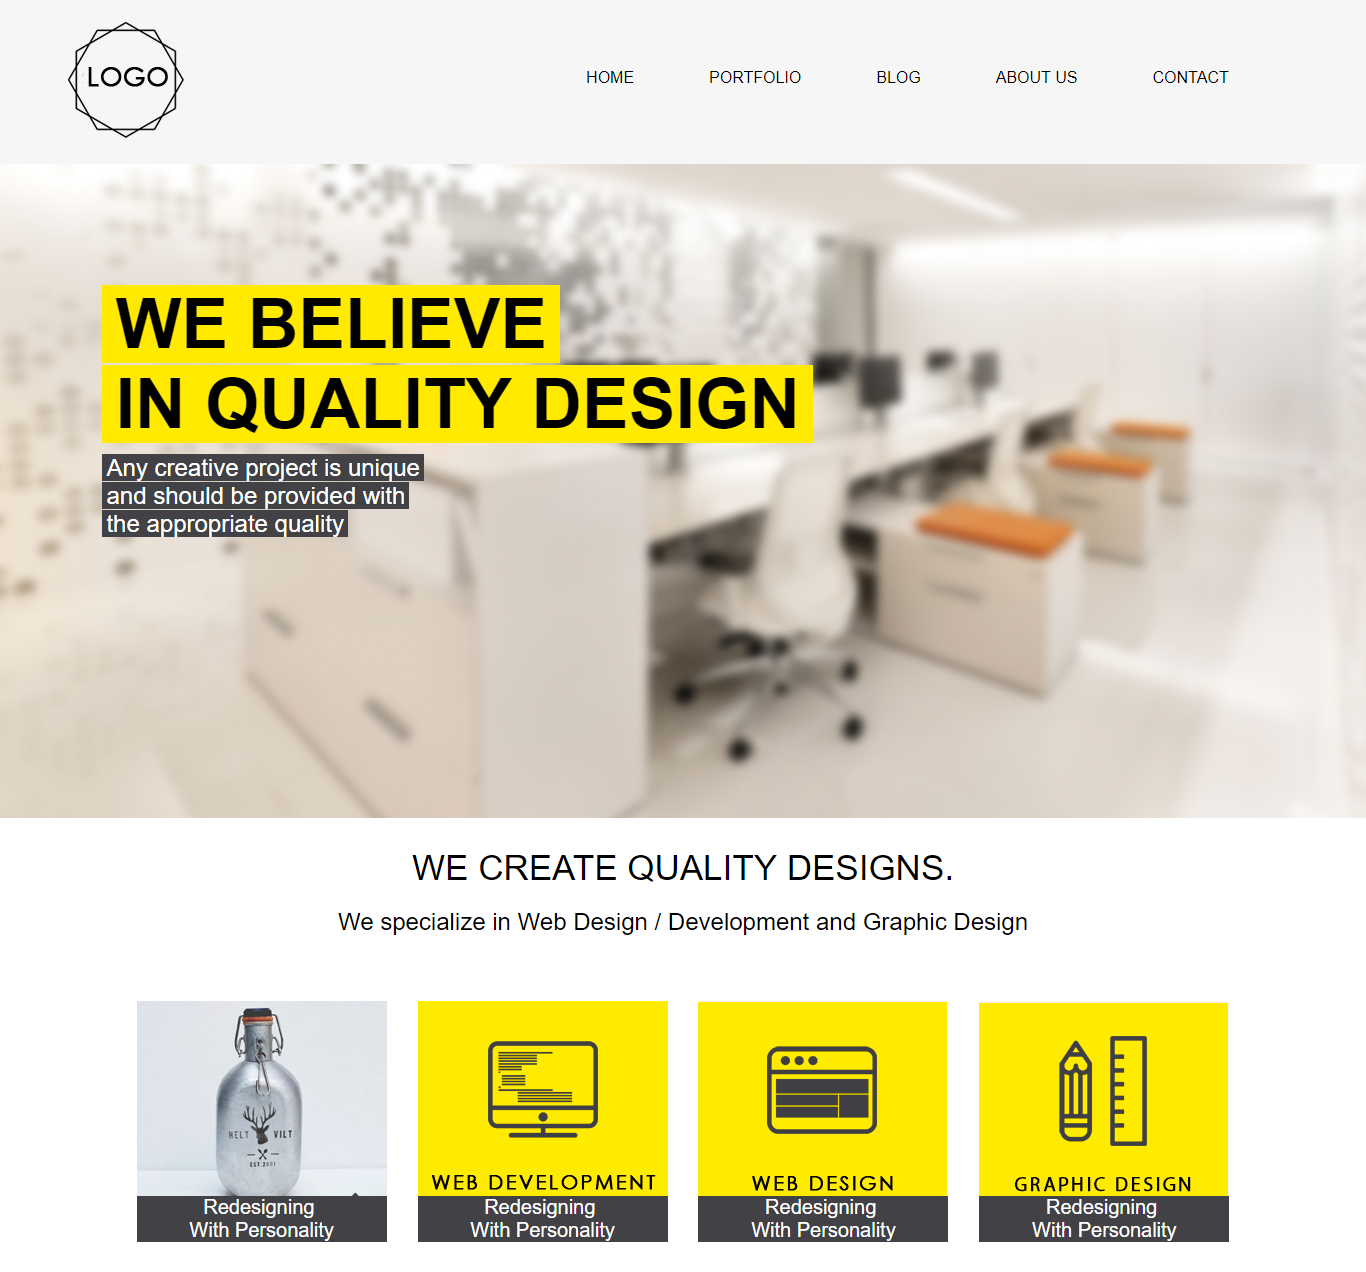 LOGO
HOME PORTFOLIO BLOG ABOUT US CONTACT
WE BELIEVE
IN QUALITY DESIGN
Any creative project is unique
and should be provided with
the appropriate quality
WE CREATE QUALITY DESIGNS.
We specialize in Web Design / Development and Graphic Design
HELT VILT
EST.2001
Redesigning
With Personality
WEB DEVELOPMENT
Redesigning
With Personality
WEB DESIGN
Redesigning
With Personality
GRAPHIC DESIGN
Redesigning
With Personality